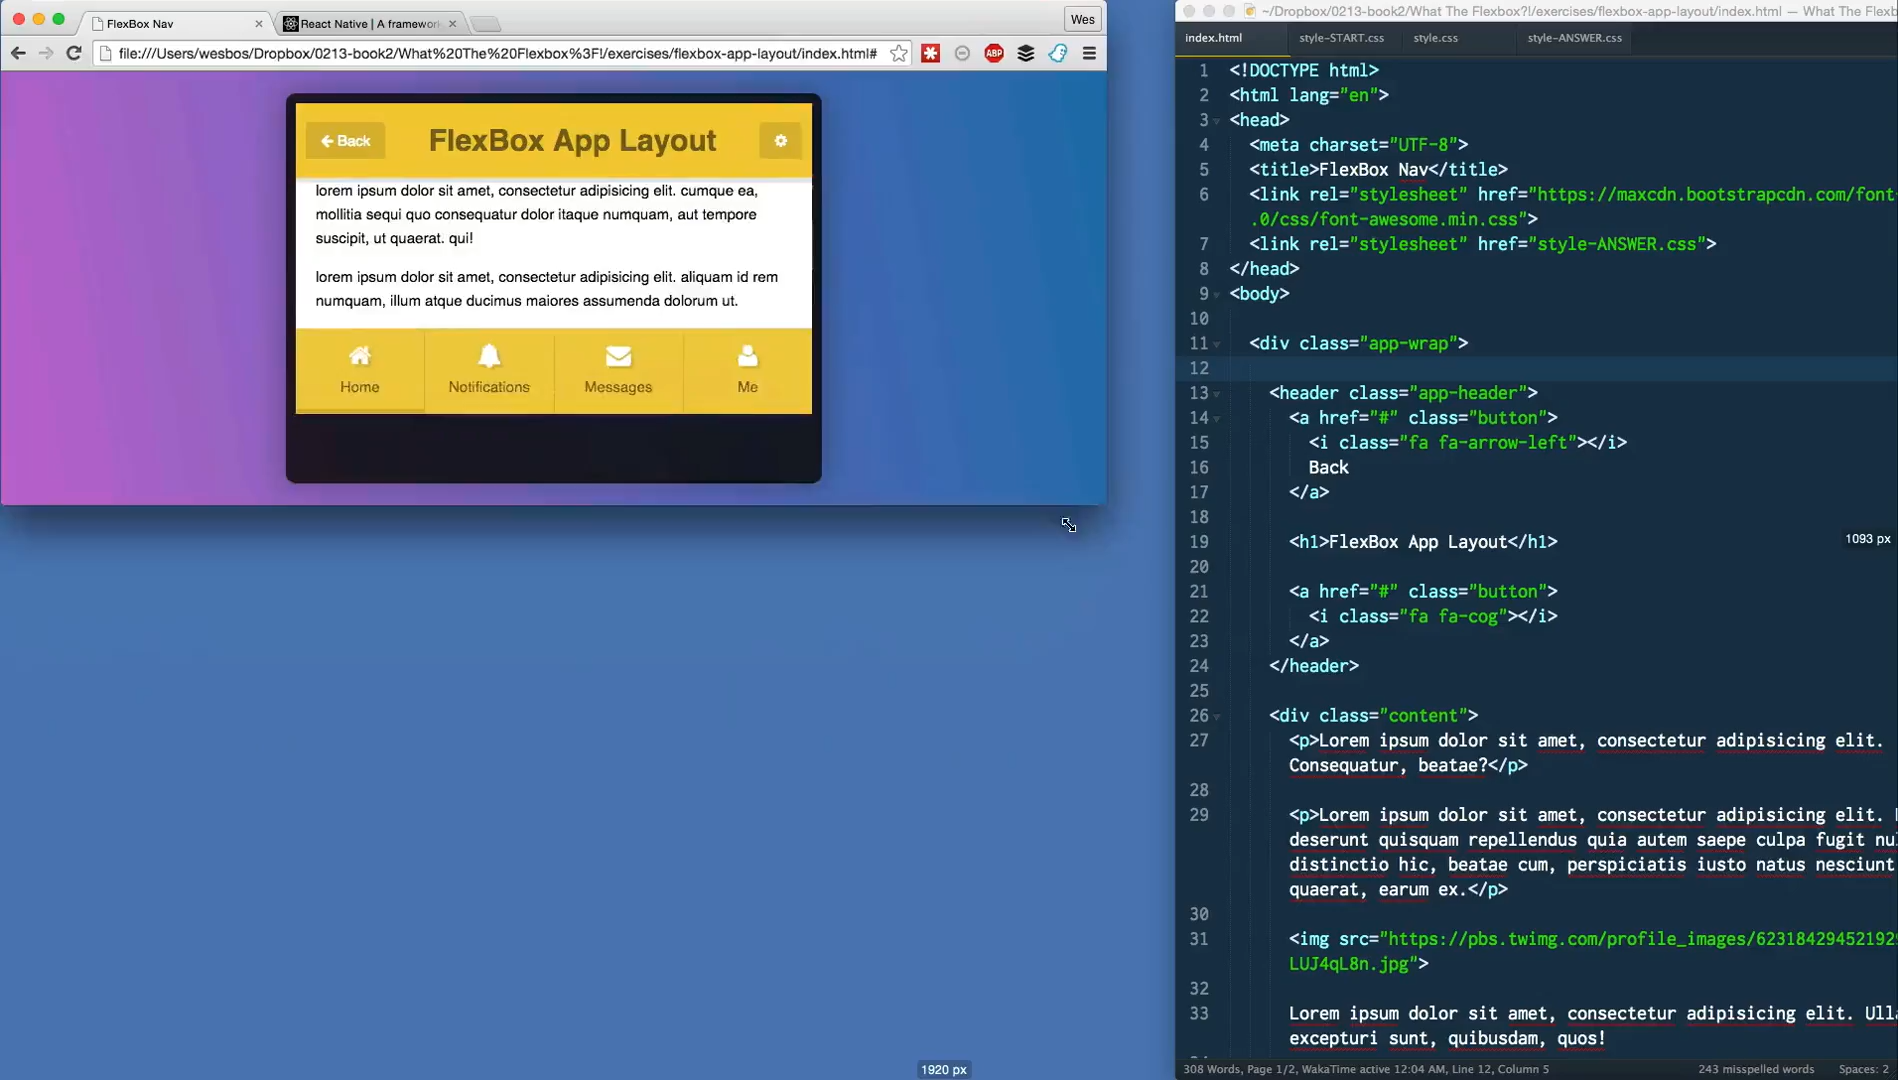 FlexBox Nav
React Native | A framework
Wes
file:///Users/wesbos/Dropbox/0213-book2/What%20The%20Flexbox%3F!/exercises/flexbox-app-layout/index.html#
ABP
Back
FlexBox App Layout
lorem ipsum dolor sit amet, consectetur adipisicing elit. cumque ea,
mollitia sequi quo consequatur dolor itaque numquam, aut tempore
suscipit, ut quaerat. qui!
lorem ipsum dolor sit amet, consectetur adipisicing elit. aliquam id rem
numquam, illum atque ducimus maiores assumenda dolorum ut.
Home
Notifications
Messages
Me
1920 px
~/Dropbox/0213-book2/What The Flexbox?!/exercises/flexbox-app-layout/index.html — What The Flexb
index.html
style-START.css
style.css
style-ANSWER.css
1 <!DOCTYPE html>
2 <html lang="en">
3 <head>
4 <meta charset="UTF-8">
5 <title>FlexBox Nav</title>
6 <link rel="stylesheet" href="https://maxcdn.bootstrapcdn.com/font-
.0/css/font-awesome.min.css">
7 <link rel="stylesheet" href="style-ANSWER.css">
8 </head>
9 <body>
10
11 <div class="app-wrap">
12
13 <header class="app-header">
14 <a href="#" class="button">
15 <i class="fa fa-arrow-left"></i>
16 Back
17 </a>
18
19 <h1>FlexBox App Layout</h1>
20
21 <a href="#" class="button">
22 <i class="fa fa-cog"></i>
23 </a>
24 </header>
25
26 <div class="content">
27 <p>Lorem ipsum dolor sit amet, consectetur adipisicing elit.
Consequatur, beatae?</p>
28
29 <p>Lorem ipsum dolor sit amet, consectetur adipisicing elit.
deserunt quisquam repellendus quia autem saepe culpa fugit nu
distinctio hic, beatae cum, perspiciatis iusto natus nesciunt
quaerat, earum ex.</p>
30
31 <img src="https://pbs.twimg.com/profile_images/623184294521929
LUJ4qL8n.jpg">
32
33 Lorem ipsum dolor sit amet, consectetur adipisicing elit. Ulla
excepturi sunt, quibusdam, quos!
1093 px
308 Words, Page 1/2, WakaTime active 12:04 AM, Line 12, Column 5
243 misspelled words
Spaces: 2